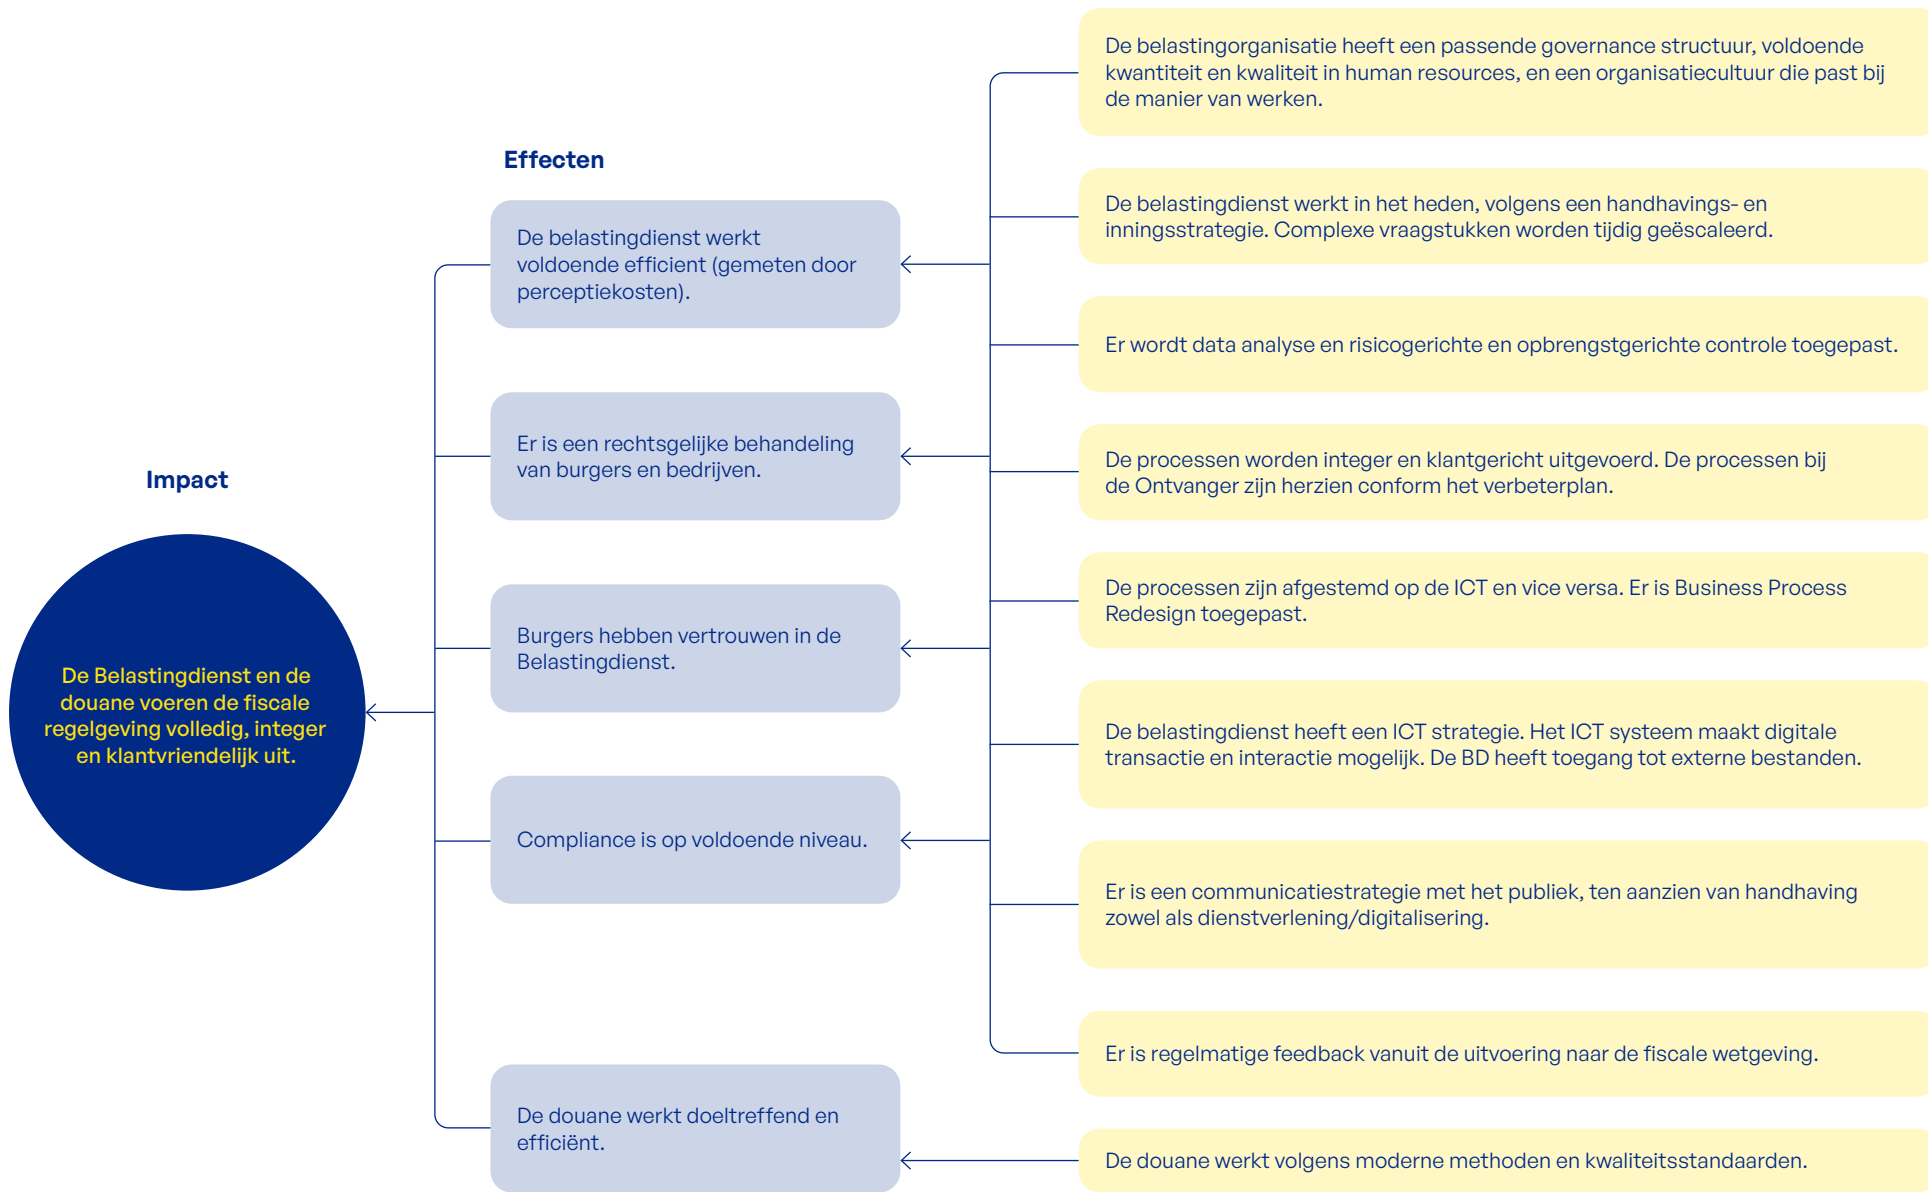 Impact
De Belastingdienst en de
douane voeren de fiscale
regelgeving volledig, integer
en klantvriendelijk uit.
Effecten
De belastingdienst werkt
voldoende efficient (gemeten door
perceptiekosten).
Er is een rechtsgelijke behandeling
van burgers en bedrijven.
Burgers hebben vertrouwen in de
Belastingdienst.
Compliance is op voldoende niveau.
De douane werkt doeltreffend en
efficiënt.
De belastingorganisatie heeft een passende governance structuur, voldoende
kwantiteit en kwaliteit in human resources, en een organisatiecultuur die past bij
de manier van werken.
De belastingdienst werkt in het heden, volgens een handhavings- en
inningsstrategie. Complexe vraagstukken worden tijdig geëscaleerd.
Er wordt data analyse en risicogerichte en opbrengstgerichte controle toegepast.
De processen worden integer en klantgericht uitgevoerd. De processen bij
de Ontvanger zijn herzien conform het verbeterplan.
De processen zijn afgestemd op de ICT en vice versa. Er is Business Process
Redesign toegepast.
De belastingdienst heeft een ICT strategie. Het ICT systeem maakt digitale
transactie en interactie mogelijk. De BD heeft toegang tot externe bestanden.
Er is een communicatiestrategie met het publiek, ten aanzien van handhaving
zowel als dienstverlening/digitalisering.
Er is regelmatige feedback vanuit de uitvoering naar de fiscale wetgeving.
De douane werkt volgens moderne methoden en kwaliteitsstandaarden.